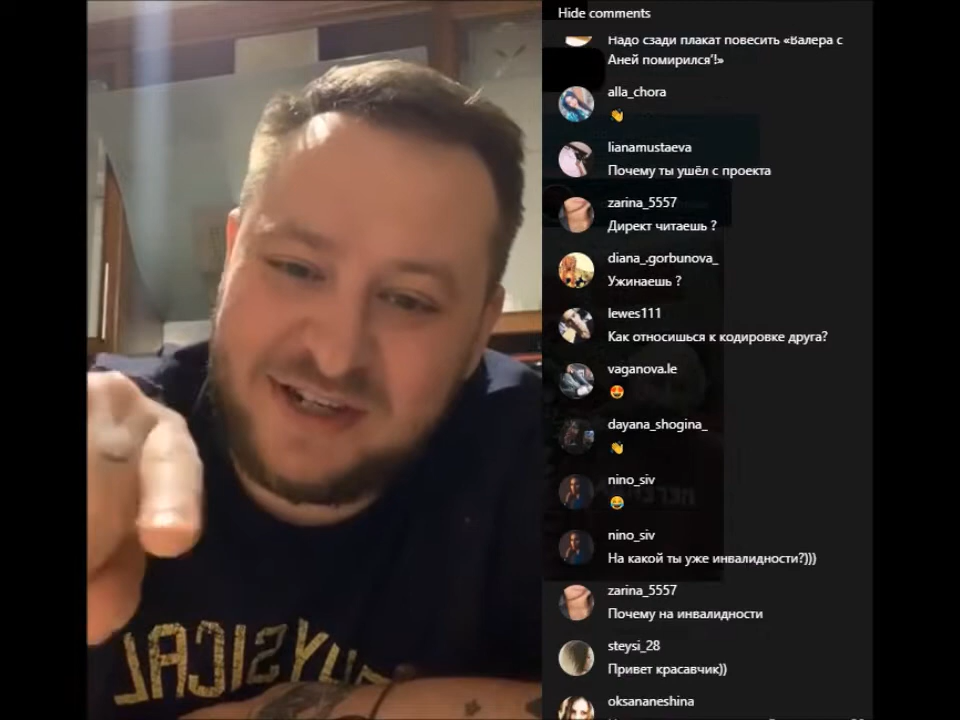 Hide comments
Надо сзади плакат повесить «Валера с
Аней помирился'!»
alla_chora
lianamustaeva
Почему ты ушёл с проекта
zarina_5557
Директ читаешь ?
diana_.gorbunova_
Ужинаешь ?
lewes111
Как относишься к кодировке друга?
vaganova.le
dayana_shogina_
nino_siv
nino_siv
На какой ты уже инвалидности?)))
zarina_5557
Почему на инвалидности
steysi_28
Привет красавчик))
oksananeshina